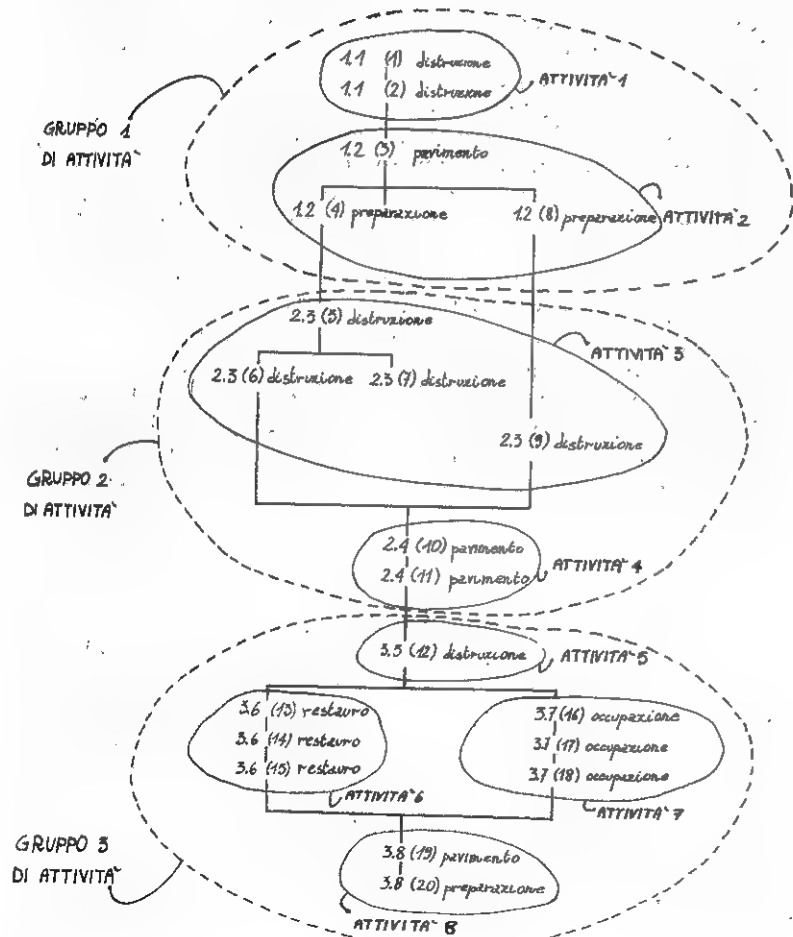 1.1 (1) distruzione
1.1 (2) distruzione
ATTIVITA` 1
GRUPPO 1
DI ATTIVITA`
1.2 (3) pavimento
1.2 (4) preparazione
1.2 (8) preparazione
ATTIVITA` 2
2.3 (5) distruzione
ATTIVITA` 3
2.3 (6) distruzione
2.3 (7) distruzione
2.3 (9) distruzione
GRUPPO 2
DI ATTIVITA`
2.4 (10) pavimento
2.4 (11) pavimento
ATTIVITA` 4
3.5 (12) distruzione
ATTIVITA` 5
3.6 (13) restauro
3.6 (14) restauro
3.6 (15) restauro
ATTIVITA` 6
3.7 (16) occupazione
3.7 (17) occupazione
3.7 (18) occupazione
ATTIVITA` 7
GRUPPO 3
DI ATTIVITA`
3.8 (19) pavimento
3.8 (20) preparazione
ATTIVITA` 8